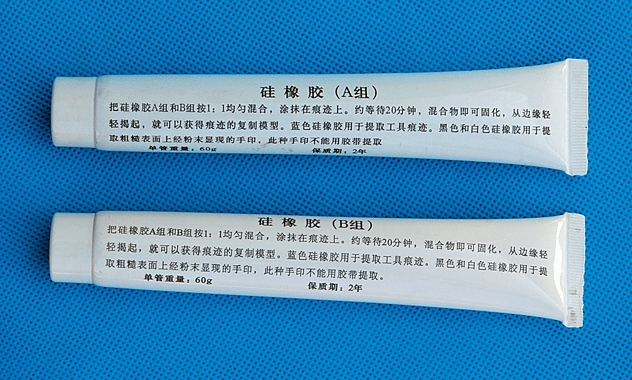 硅橡胶（A组）
把硅橡胶A组和B组按1：1均匀混合，涂抹在痕迹上。约等待20分钟，混合物即可固化，从边缘轻
轻揭起，就可以获得痕迹的复制模型。蓝色硅橡胶用于提取工具痕迹。黑色和白色硅橡胶用于提
取粗糙表面上经粉末显现的手印，此种手印不能用胶带提取
单管重量：60g 保质期：2年
硅橡胶（B组）
把硅橡胶A组和B组按1：1均匀混合，涂抹在痕迹上。约等待20分钟，混合物即可固化，从边缘轻
轻揭起，就可以获得痕迹的复制模型。蓝色硅橡胶用于提取工具痕迹。黑色和白色硅橡胶用于提
取粗糙表面上经粉末显现的手印，此种手印不能用胶带提取。
单管重量：60g 保质期：2年